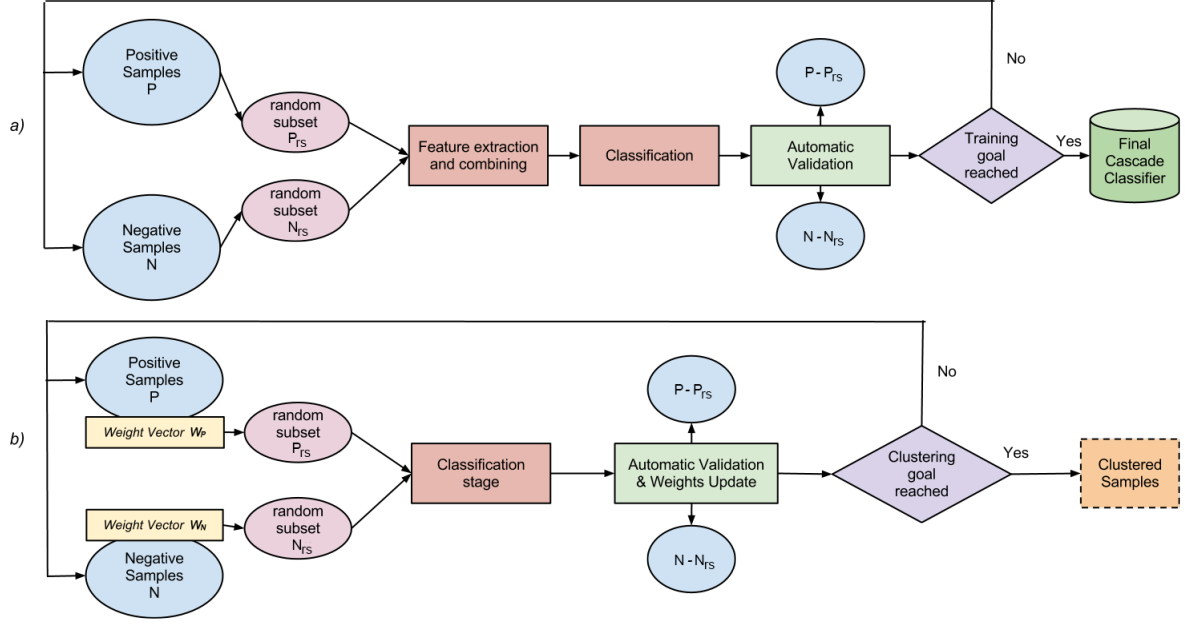 a)
Positive
Samples
P
random
subset
Prs
Negative
Samples
N
random
subset
Nrs
Feature extraction
and combining
Classification
P - Prs
Automatic
Validation
N - Nrs
No
Training
goal
reached
Yes
Final
Cascade
Classifier
b)
Positive
Samples
P
Weight Vector WP
random
subset
Prs
Weight Vector WN
random
subset
Nrs
Negative
Samples
N
Classification
stage
P - Prs
Automatic Validation
& Weights Update
N - Nrs
No
Clustering
goal
reached
Yes
Clustered
Samples